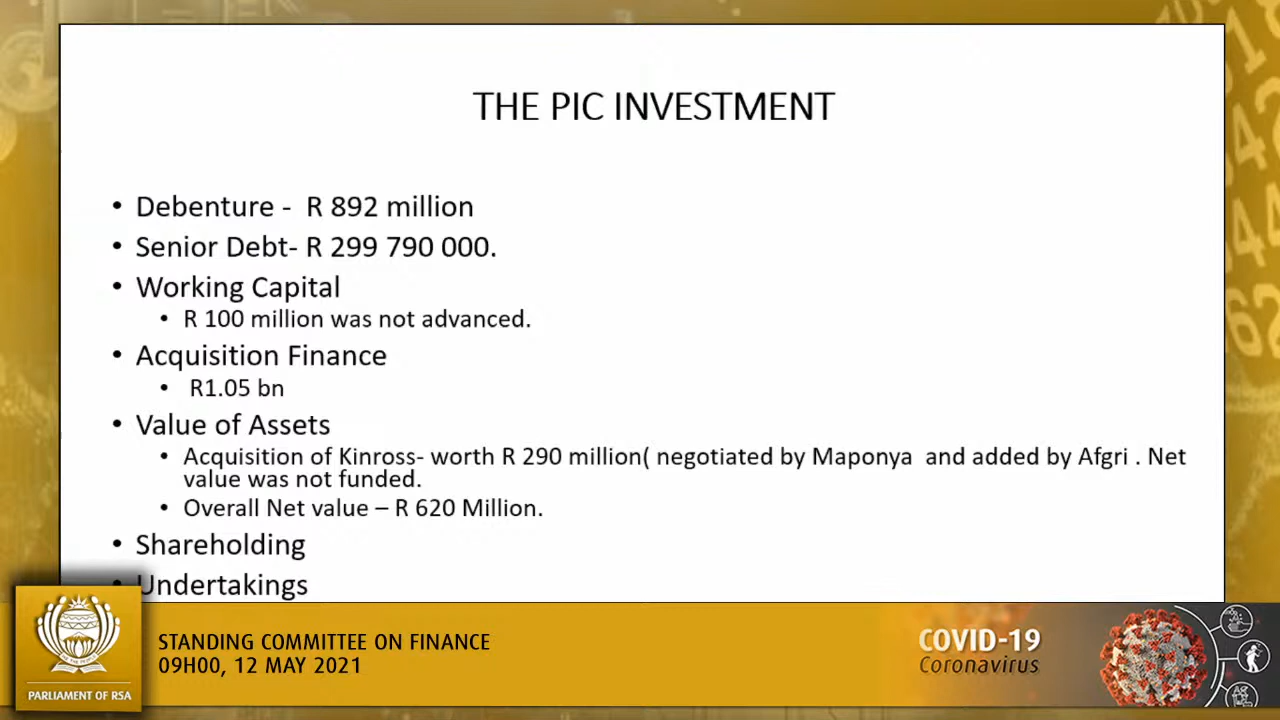 THE PIC INVESTMENT
• Debenture - R 892 million
• Senior Debt- R 299 790 000.
• Working Capital
• R 100 million was not advanced.
• Acquisition Finance
• R1.05 bn
• Value of Assets
• Acquisition of Kinross- worth R 290 million( negotiated by Maponya and added by Afgri . Net
value was not funded.
• Overall Net value – R 620 Million.
• Shareholding
• Undertakings
STANDING COMMITTEE ON FINANCE
09H00, 12 MAY 2021
PARLIAMENT OF RSA
COVID-19
Coronavirus